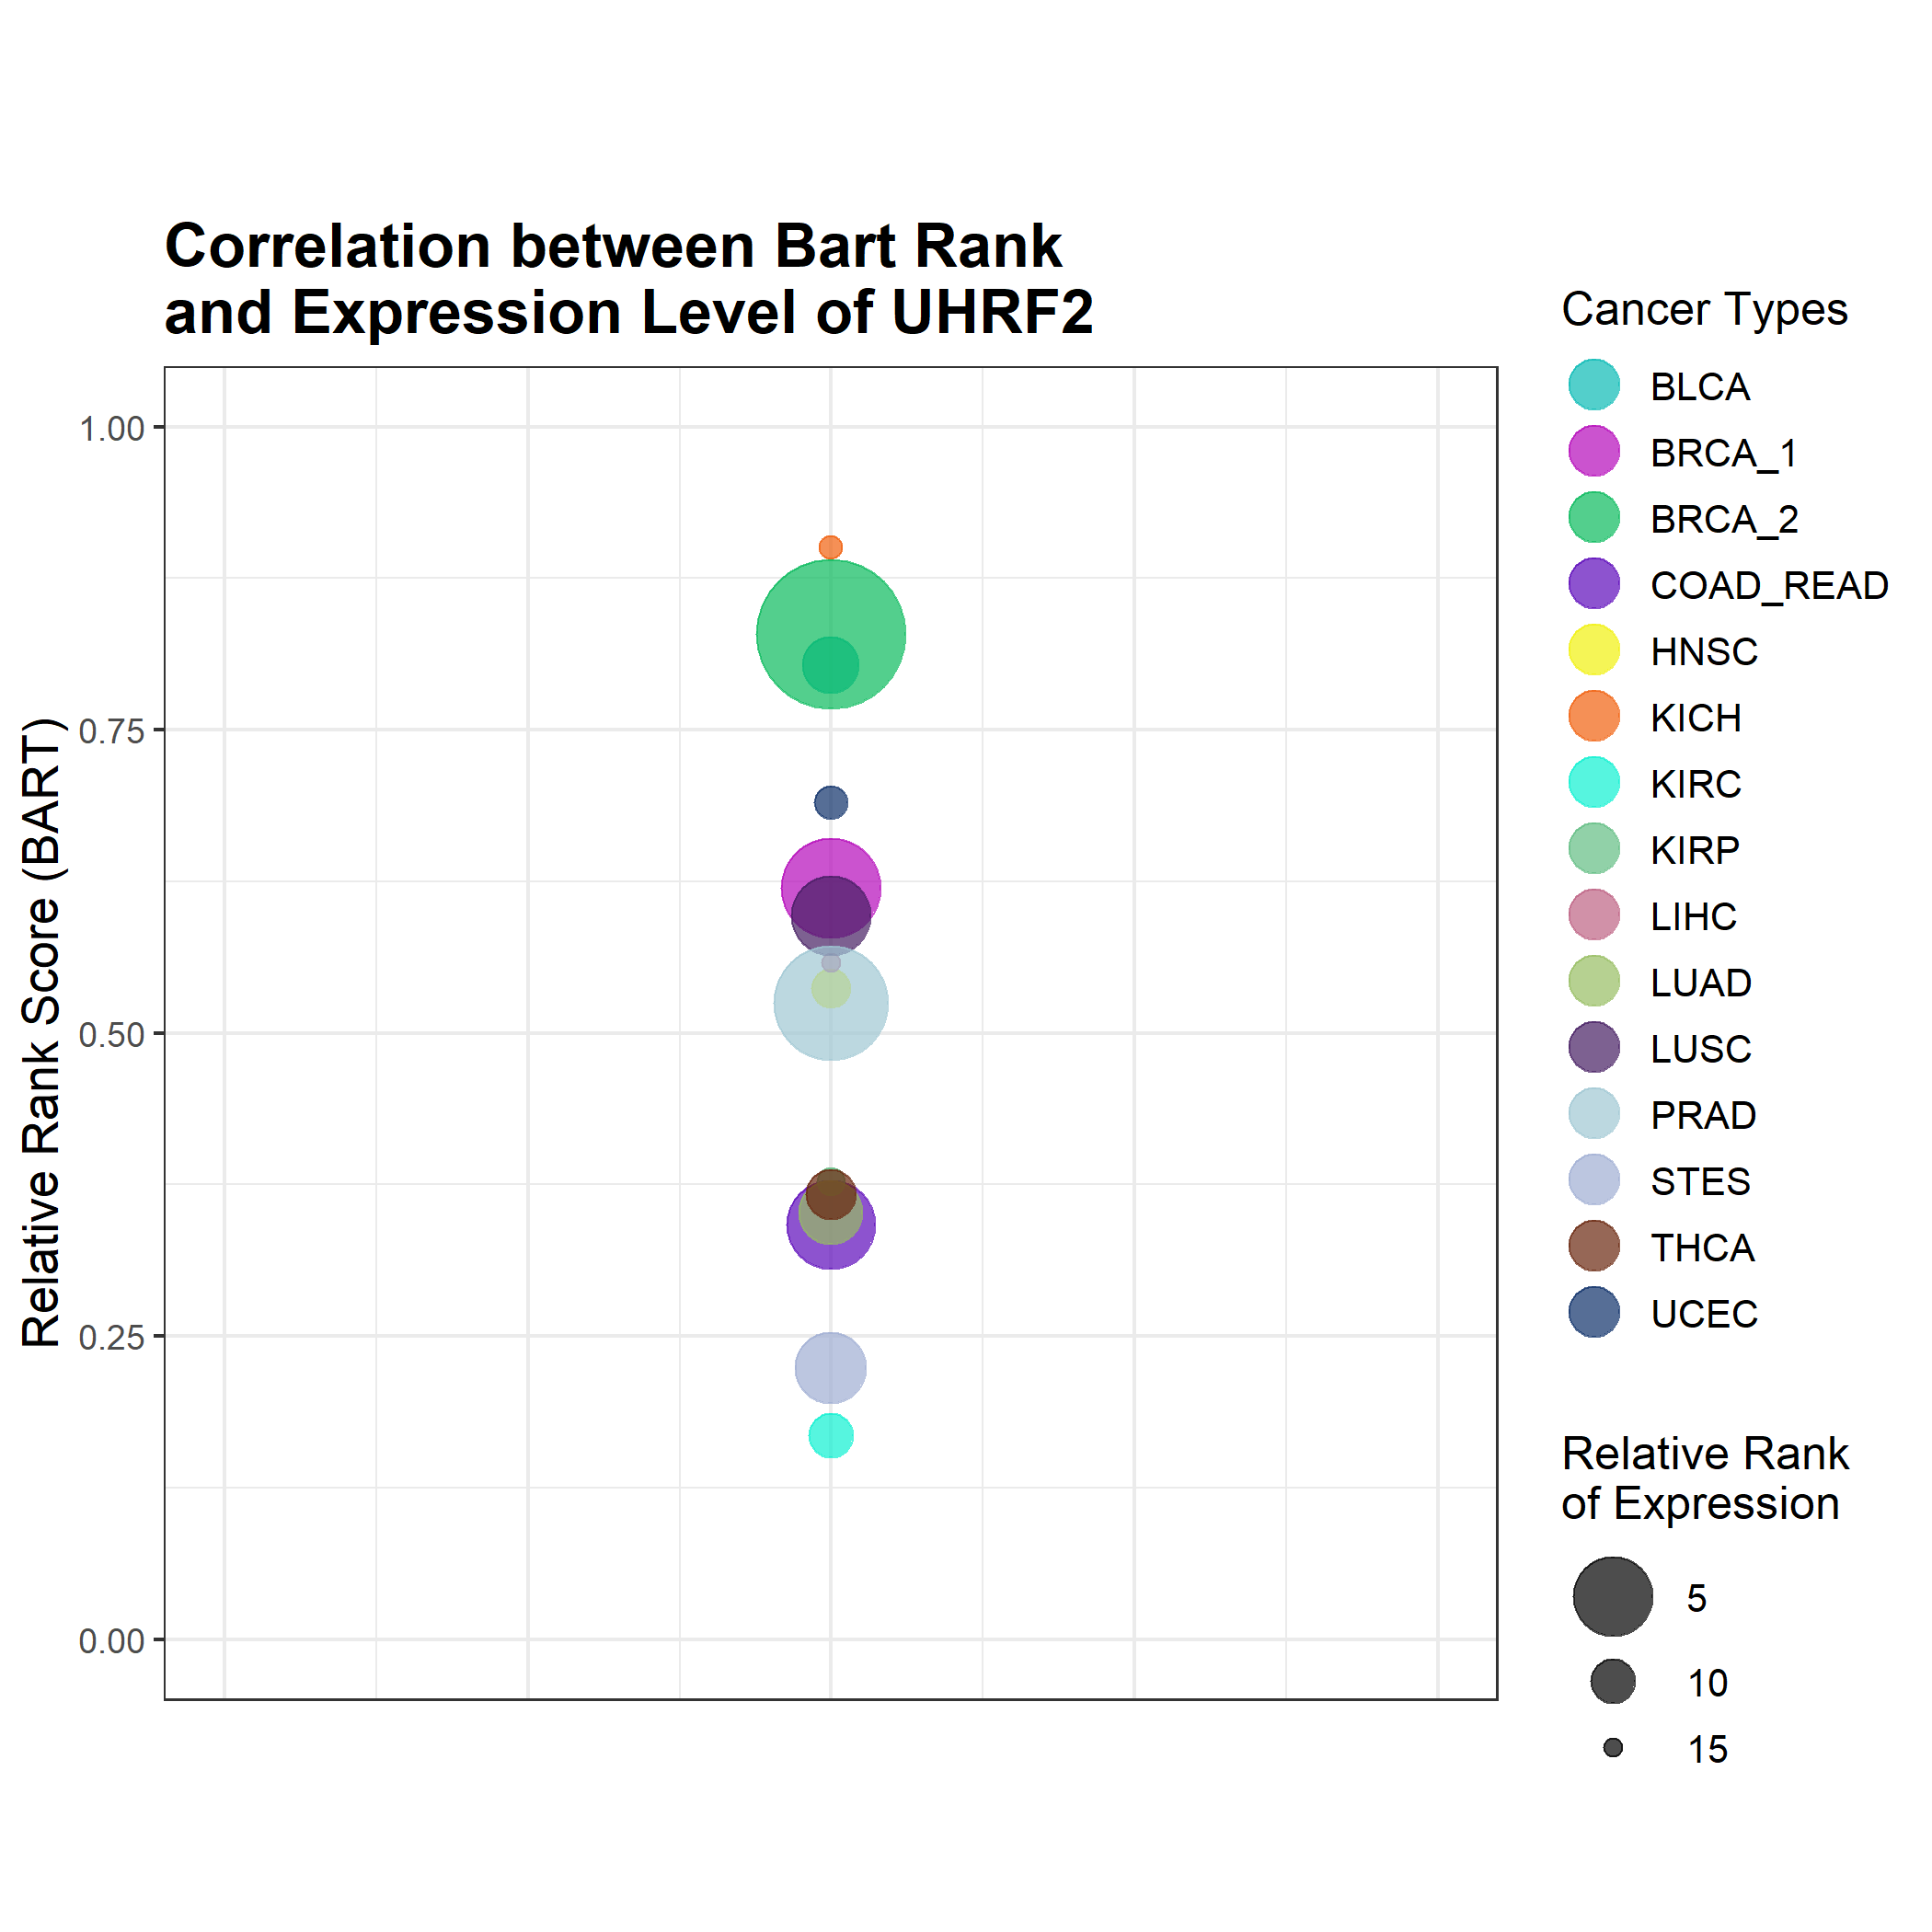 Correlation between Bart Rank
and Expression Level of UHRF2
Relative Rank Score (BART)
1.00
0.75
0.50
0.25
0.00
Cancer Types
BLCA
BRCA_1
BRCA_2
COAD_READ
HNSC
KICH
KIRC
KIRP
LIHC
LUAD
LUSC
PRAD
STES
THCA
UCEC
Relative Rank
of Expression
5
10
15